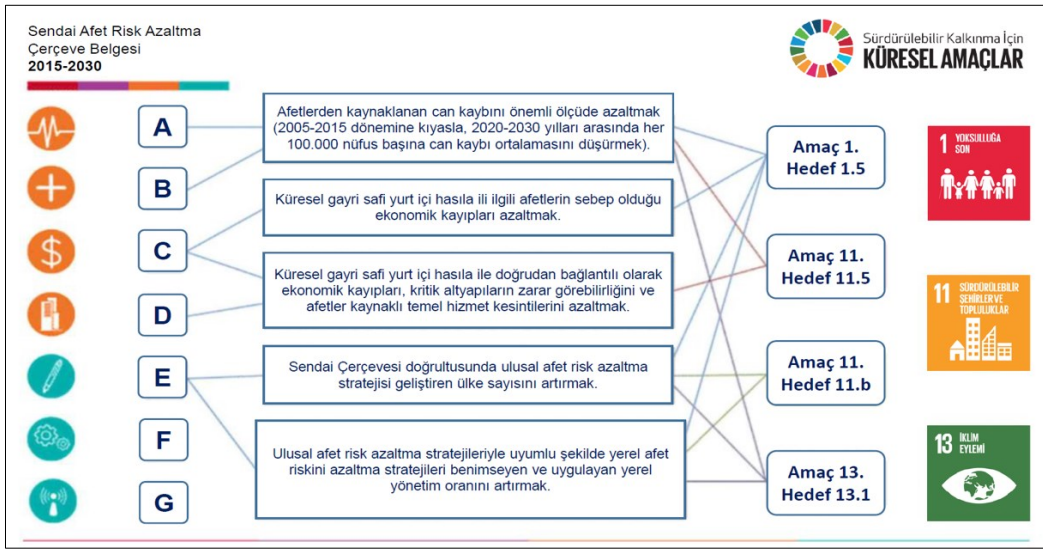 Sendai Afet Risk Azaltma
Çerçeve Belgesi
2015-2030
Sürdürülebilir Kalkınma İçin
KÜRESEL AMAÇLAR
A
B
C
D
E
F
G
Afetlerden kaynaklanan can kaybını önemli ölçüde azaltmak
(2005-2015 dönemine kıyasla, 2020-2030 yılları arasında her
100.000 nüfus başına can kaybı ortalamasını düşürmek).
Küresel gayri safi yurt içi hasıla ili ilgili afetlerin sebep olduğu
ekonomik kayıpları azaltmak.
Küresel gayri safi yurt içi hasıla ile doğrudan bağlantılı olarak
ekonomik kayıpları, kritik altyapıların zarar görebilirliğini ve
afetler kaynaklı temel hizmet kesintilerini azaltmak.
Sendai Çerçevesi doğrultusunda ulusal afet risk azaltma
stratejisi geliştiren ülke sayısını artırmak.
Ulusal afet risk azaltma stratejileriyle uyumlu şekilde yerel afet
riskini azaltma stratejileri benimseyen ve uygulayan yerel
yönetim oranını artırmak.
Amaç 1.
Hedef 1.5
Amaç 11.
Hedef 11.5
Amaç 11.
Hedef 11.b
Amaç 13.
Hedef 13.1
1 YOKSULLUĞA
SON
11 SÜRDÜRÜLEBİLİR
ŞEHİRLER VE
TOPLULUKLAR
13 İKLİM
EYLEMİ